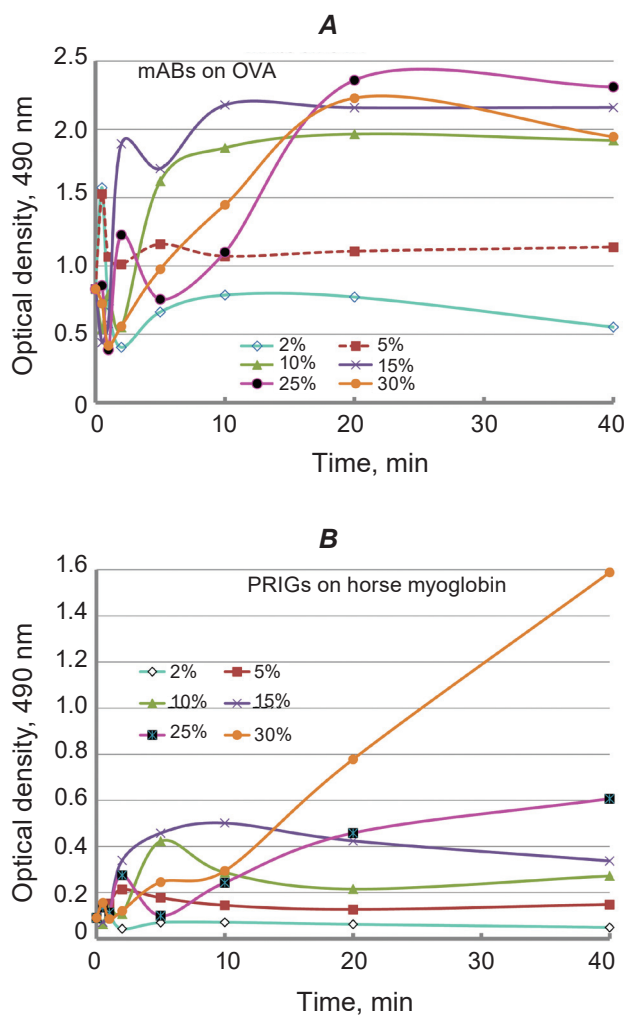 A
mABs on OVA
2.5
2.0
1.5
1.0
0.5
0
Optical density, 490 nm
2% 5%
10% 15%
25% 30%
0 10 20 30 40
Time, min
B
PRIGs on horse myoglobin
1.6
1.4
1.2
1.0
0.8
0.6
0.4
0.2
0
Optical density, 490 nm
2% 5%
10% 15%
25% 30%
0 10 20 30 40
Time, min